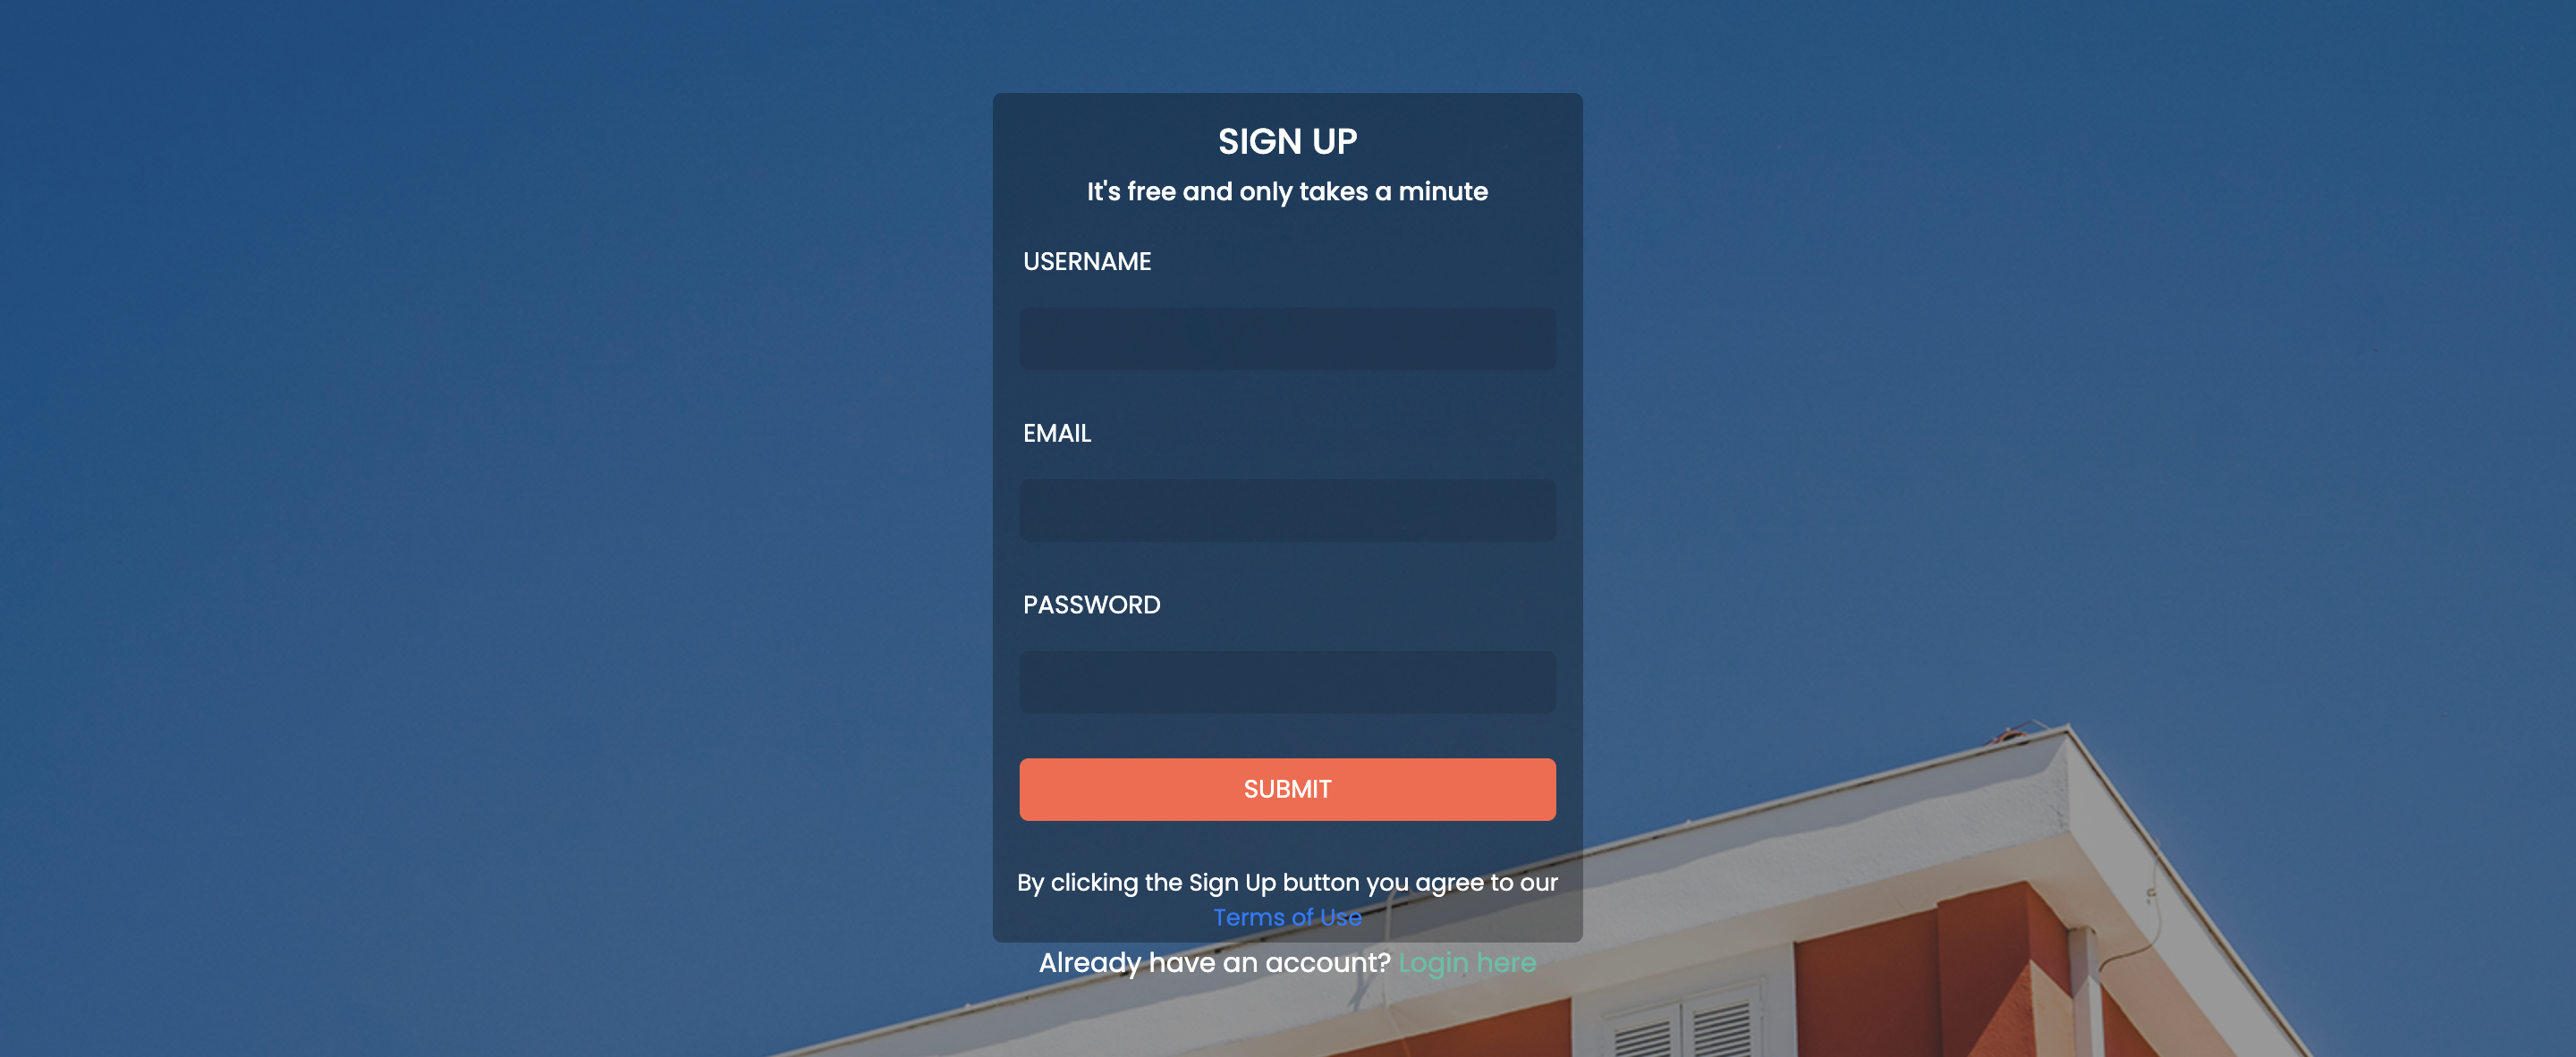 SIGN UP
It's free and only takes a minute
USERNAME
EMAIL
PASSWORD
SUBMIT
By clicking the Sign Up button you agree to our
Terms of Use
Already have an account? Login here